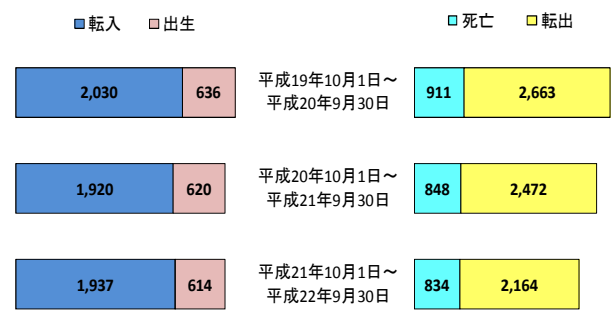 転入 出生 死亡 転出
2,030 636 平成19年10月1日～ 911 2,663
平成20年9月30日
1,920 620 平成20年10月1日～ 848 2,472
平成21年9月30日
1,937 614 平成21年10月1日～ 834 2,164
平成22年9月30日